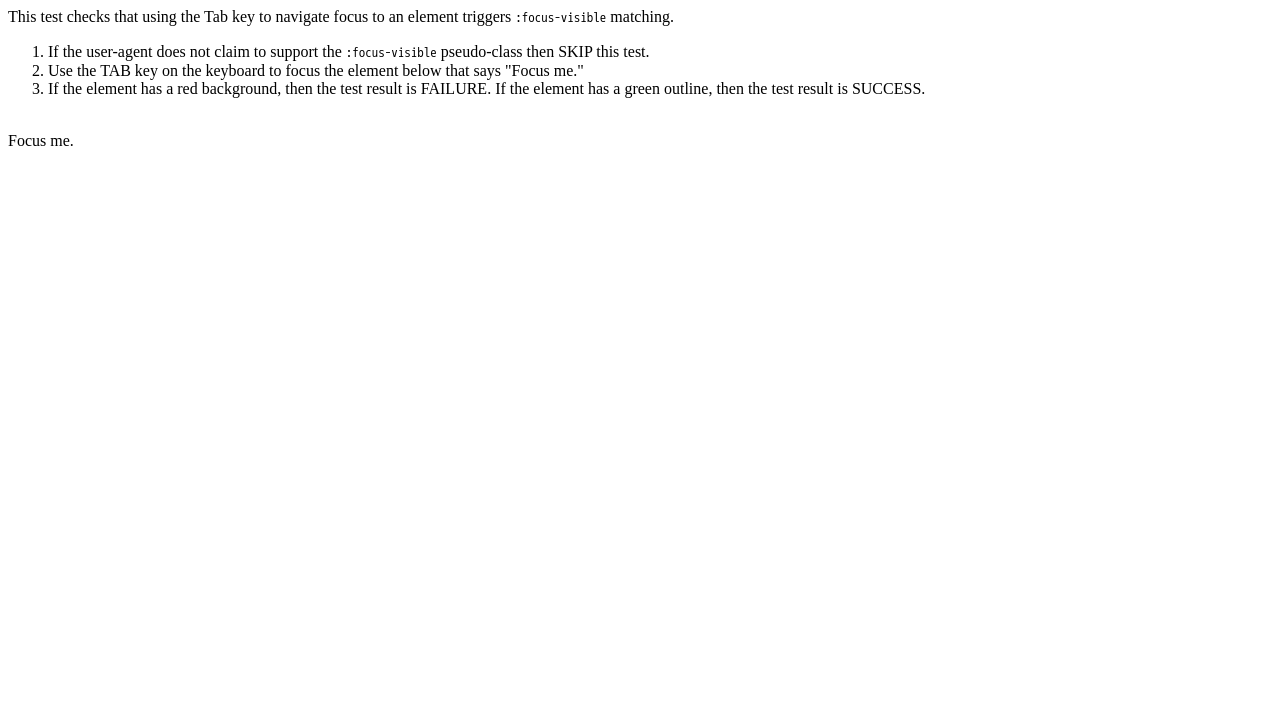 This test checks that using the Tab key to navigate focus to an element triggers :focus-visible matching.
1. If the user-agent does not claim to support the :focus-visible pseudo-class then SKIP this test.
2. Use the TAB key on the keyboard to focus the element below that says "Focus me."
3. If the element has a red background, then the test result is FAILURE. If the element has a green outline, then the test result is SUCCESS.
Focus me.